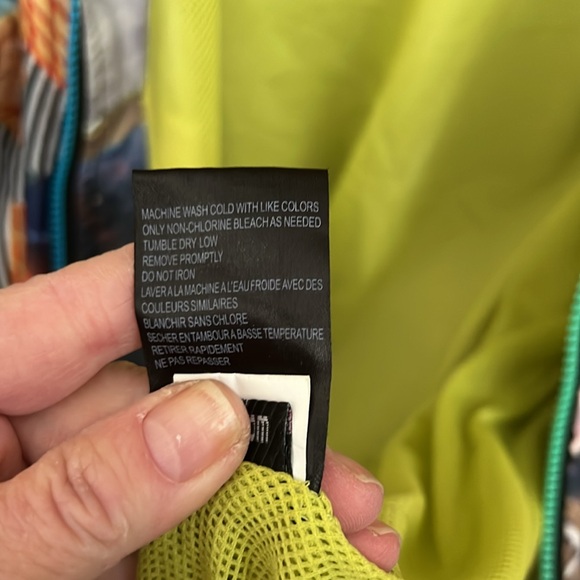 MACHINE WASH COLD WITH LIKE COLORS
ONLY NON-CHLORINE BLEACH AS NEEDED
TUMBLE DRY LOW
REMOVE PROMPTLY
DO NOT IRON
LAVER A LA MACHINE A L'EAU FROIDE AVEC DES
COULEURS SIMILAIRES
BLANCHIR SANS CHLORE
SECHER EN TAMBOUR A BASSE TEMPERATURE
RETIRER RAPIDEMENT
NE PAS REPASSER